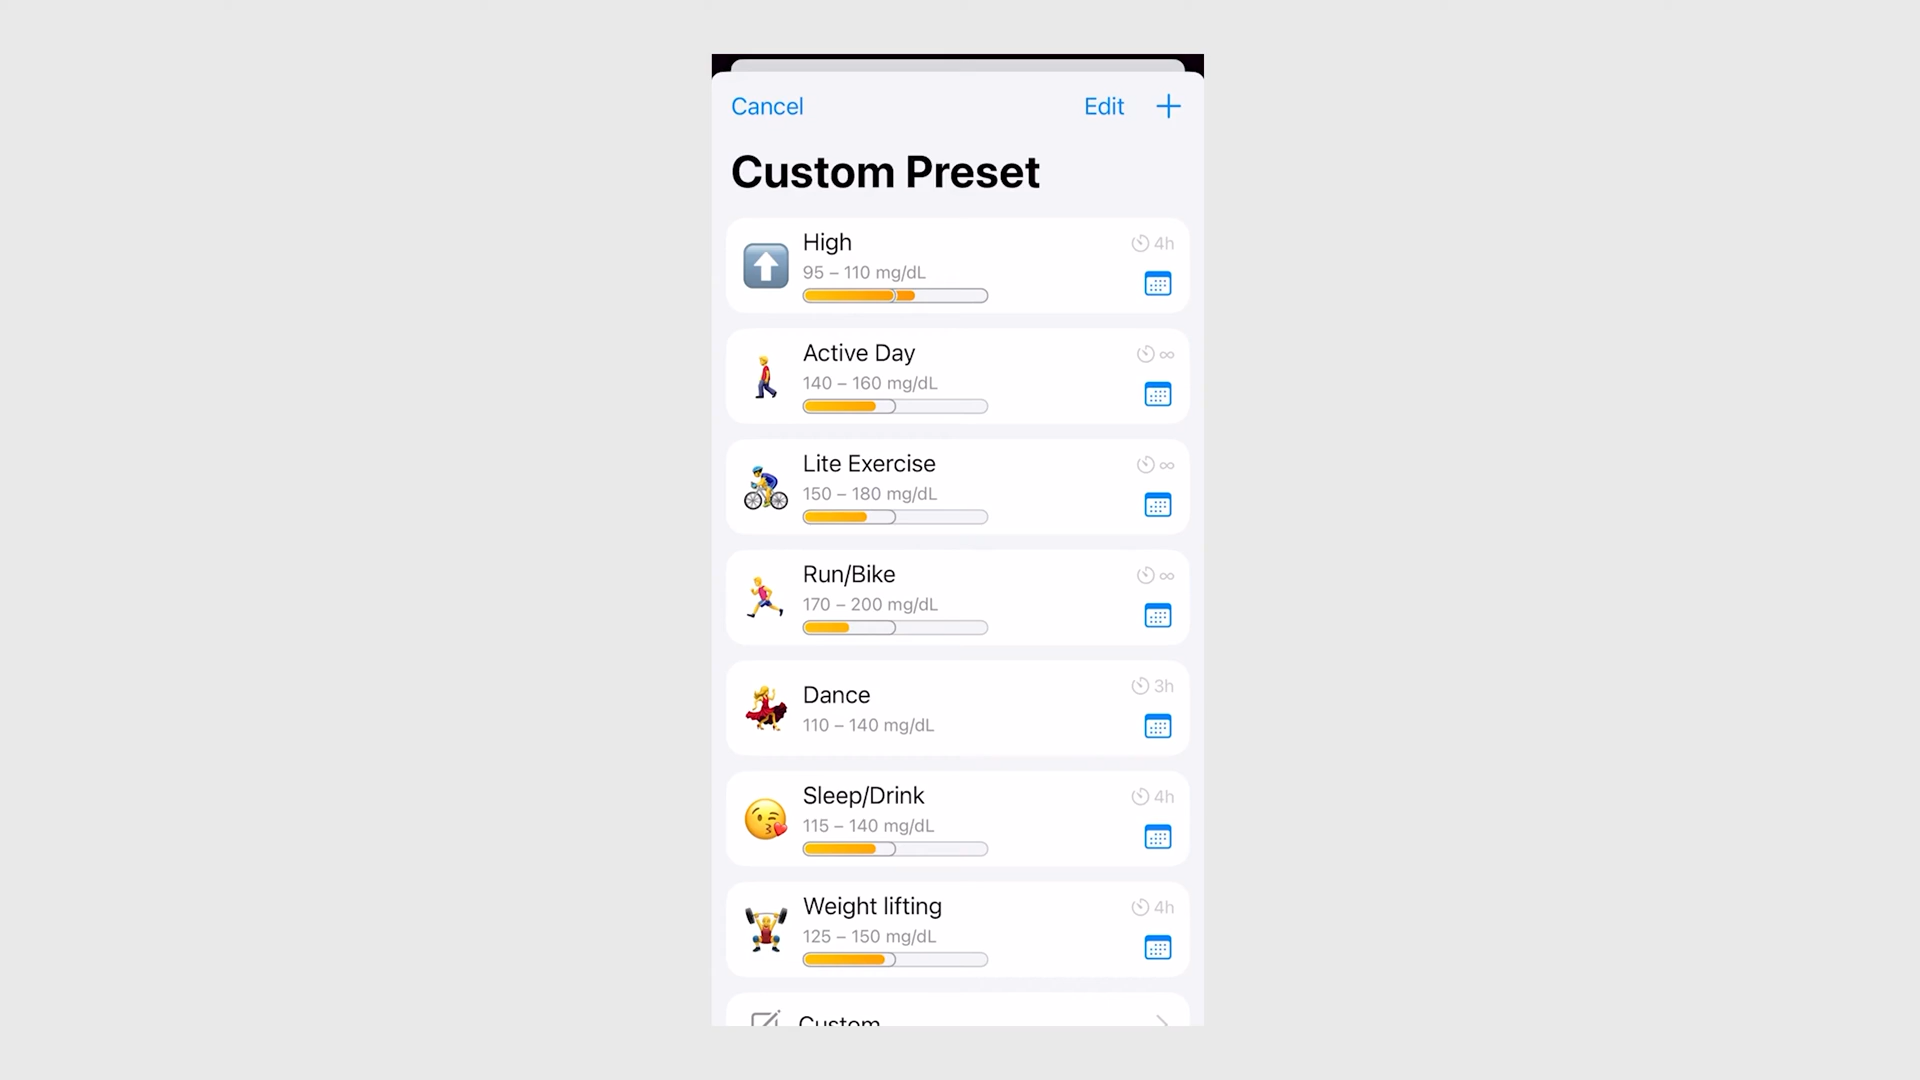 Cancel
Edit
Custom Preset
High
4h
95 – 110 mg/dL
Active Day
∞
140 – 160 mg/dL
Lite Exercise
∞
150 – 180 mg/dL
Run/Bike
∞
170 – 200 mg/dL
Dance
3h
110 – 140 mg/dL
Sleep/Drink
4h
115 – 140 mg/dL
Weight lifting
4h
125 – 150 mg/dL
Custom